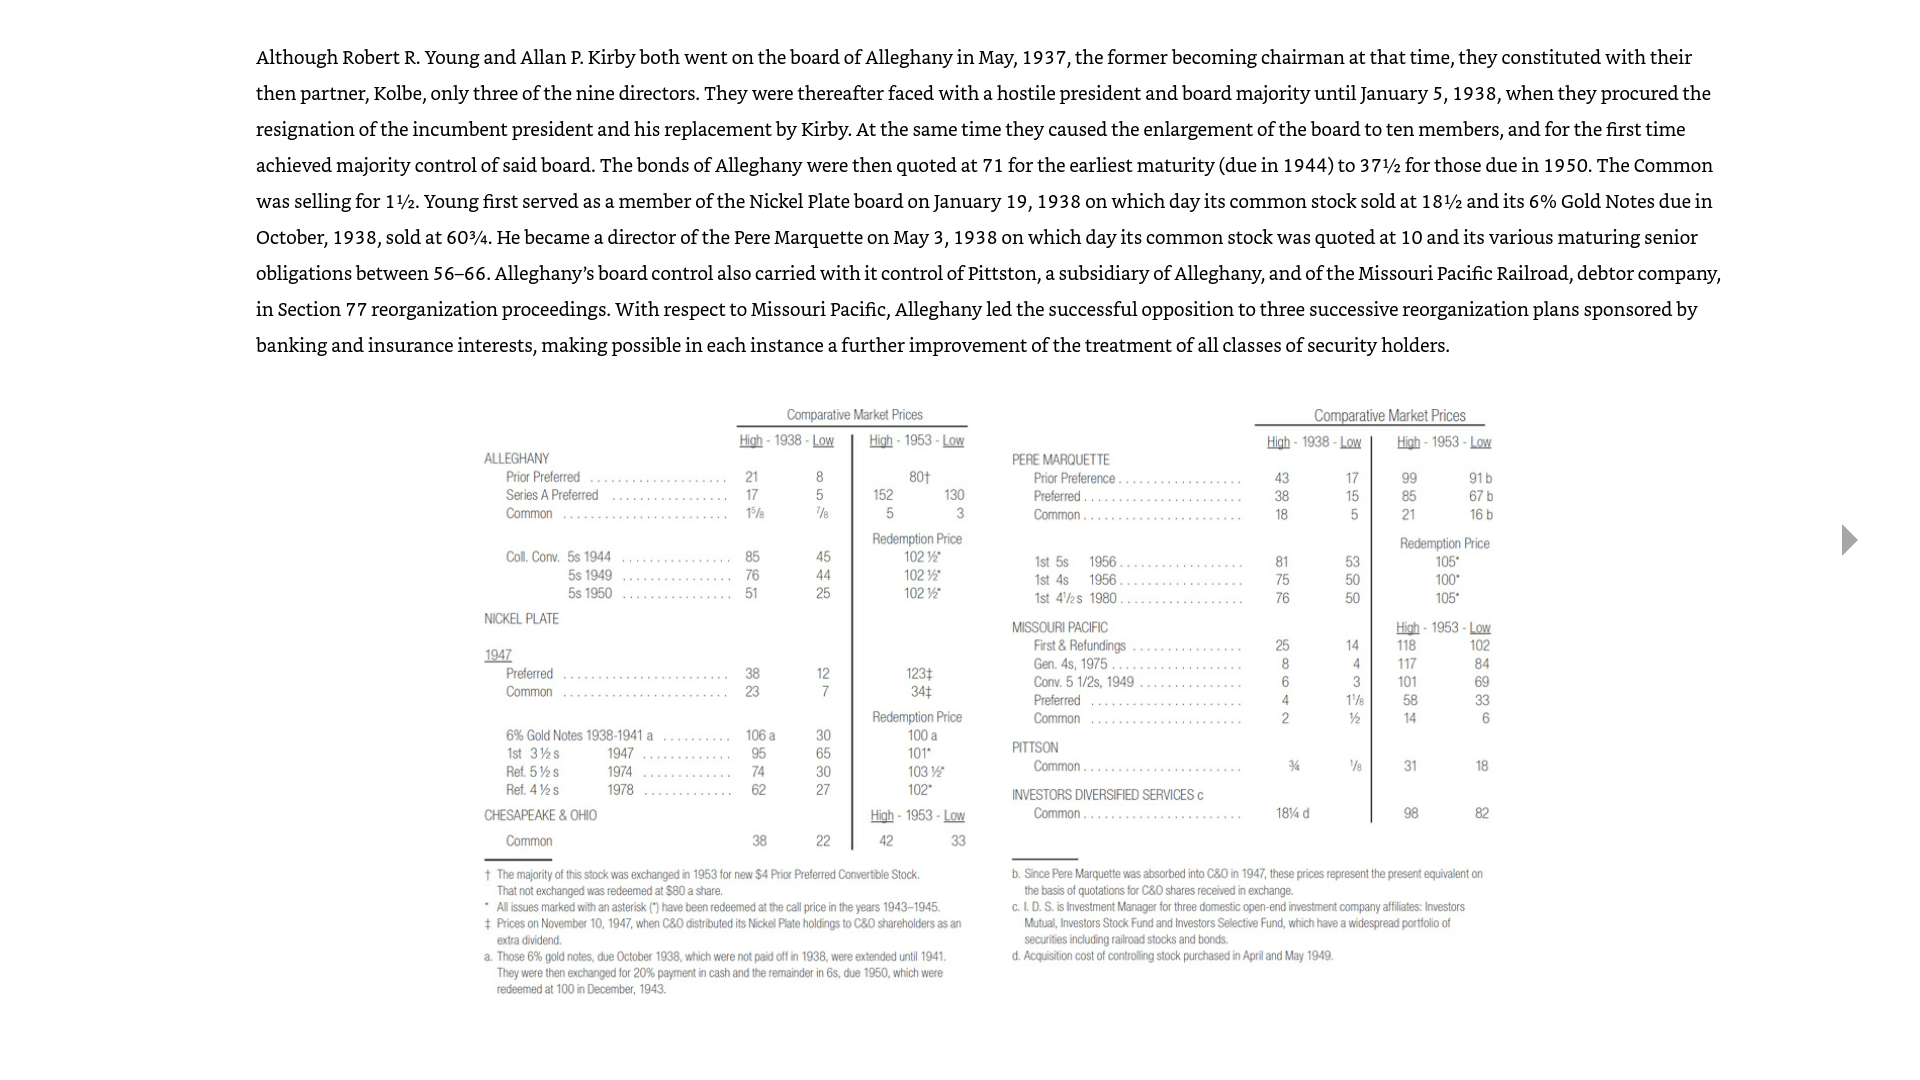 Although Robert R. Young and Allan P. Kirby both went on the board of Alleghany in May, 1937, the former becoming chairman at that time, they constituted with their
then partner, Kolbe, only three of the nine directors. They were thereafter faced with a hostile president and board majority until January 5, 1938, when they procured the
resignation of the incumbent president and his replacement by Kirby. At the same time they caused the enlargement of the board to ten members, and for the first time
achieved majority control of said board. The bonds of Alleghany were then quoted at 71 for the earliest maturity (due in 1944) to 37½ for those due in 1950. The Common
was selling for 1½. Young first served as a member of the Nickel Plate board on January 19, 1938 on which day its common stock sold at 18½ and its 6% Gold Notes due in
October, 1938, sold at 60¾. He became a director of the Pere Marquette on May 3, 1938 on which day its common stock was quoted at 10 and its various maturing senior
obligations between 56–66. Alleghany’s board control also carried with it control of Pittston, a subsidiary of Alleghany, and of the Missouri Pacific Railroad, debtor company,
in Section 77 reorganization proceedings. With respect to Missouri Pacific, Alleghany led the successful opposition to three successive reorganization plans sponsored by
banking and insurance interests, making possible in each instance a further improvement of the treatment of all classes of security holders.
Comparative Market Prices
High - 1938 - Low High - 1953 - Low
ALLEGHANY
Prior Preferred .................... 21 8 80†
Series A Preferred ................. 17 5 152 130
Common ........................ 1⅝ ⅞ 5 3
Redemption Price
Coll. Conv. 5s 1944 ................ 85 45 102 ½*
5s 1949 ................ 76 44 102 ½*
5s 1950 ................ 51 25 102 ½*
NICKEL PLATE
1947
Preferred ........................ 38 12 123‡
Common ........................ 23 7 34‡
Redemption Price
6% Gold Notes 1938-1941 a .......... 106 a 30 100 a
1st 3 ½ s 1947 ............. 95 65 101*
Ref. 5 ½ s 1974 ............. 74 30 103 ½*
Ref. 4 ½ s 1978 ............. 62 27 102*
CHESAPEAKE & OHIO High - 1953 - Low
Common 38 22 42 33
† The majority of this stock was exchanged in 1953 for new $4 Prior Preferred Convertible Stock.
That not exchanged was redeemed at $80 a share.
* All issues marked with an asterisk (*) have been redeemed at the call price in the years 1943–1945.
‡ Prices on November 10, 1947, when C&O distributed its Nickel Plate holdings to C&O shareholders as an
extra dividend.
a. Those 6% gold notes, due October 1938, which were not paid off in 1938, were extended until 1941.
They were then exchanged for 20% payment in cash and the remainder in 6s, due 1950, which were
redeemed at 100 in December, 1943.
Comparative Market Prices
High - 1938 - Low High - 1953 - Low
PERE MARQUETTE
Prior Preference .................. 43 17 99 91 b
Preferred ....................... 38 15 85 67 b
Common ....................... 18 5 21 16 b
Redemption Price
1st 5s 1956 .................. 81 53 105*
1st 4s 1956 .................. 75 50 100*
1st 4½ s 1980 .................. 76 50 105*
MISSOURI PACIFIC High - 1953 - Low
First & Refundings ................ 25 14 118 102
Gen. 4s, 1975 ................... 8 4 117 84
Conv. 5 1/2s, 1949 ............... 6 3 101 69
Preferred ...................... 4 1⅛ 58 33
Common ...................... 2 ½ 14 6
PITTSON
Common ....................... ¾ ⅛ 31 18
INVESTORS DIVERSIFIED SERVICES c
Common ....................... 18¼ d 98 82
b. Since Pere Marquette was absorbed into C&O in 1947, these prices represent the present equivalent on
the basis of quotations for C&O shares received in exchange.
c. I. D. S. is Investment Manager for three domestic open-end investment company affiliates: Investors
Mutual, Investors Stock Fund and Investors Selective Fund, which have a widespread portfolio of
securities including railroad stocks and bonds.
d. Acquisition cost of controlling stock purchased in April and May 1949.